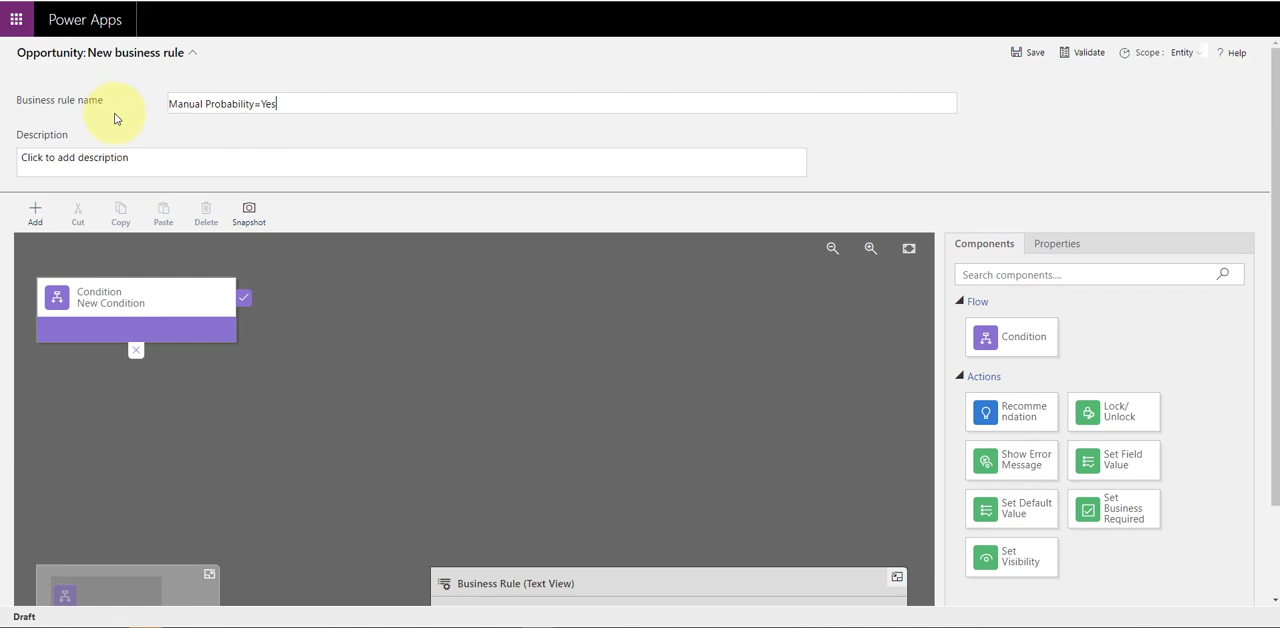 Power Apps
Opportunity: New business rule
Save
Validate
Scope :
Entity
? Help
Business rule name
Manual Probability=Yes
Description
Click to add description
Add
Cut
Copy
Paste
Delete
Snapshot
Condition
New Condition
Components
Properties
Search components....
Flow
Condition
Actions
Recomme
ndation
Lock/
Unlock
Show Error
Message
Set Field
Value
Set Default
Value
Set
Business
Required
Set
Visibility
Business Rule (Text View)
Draft